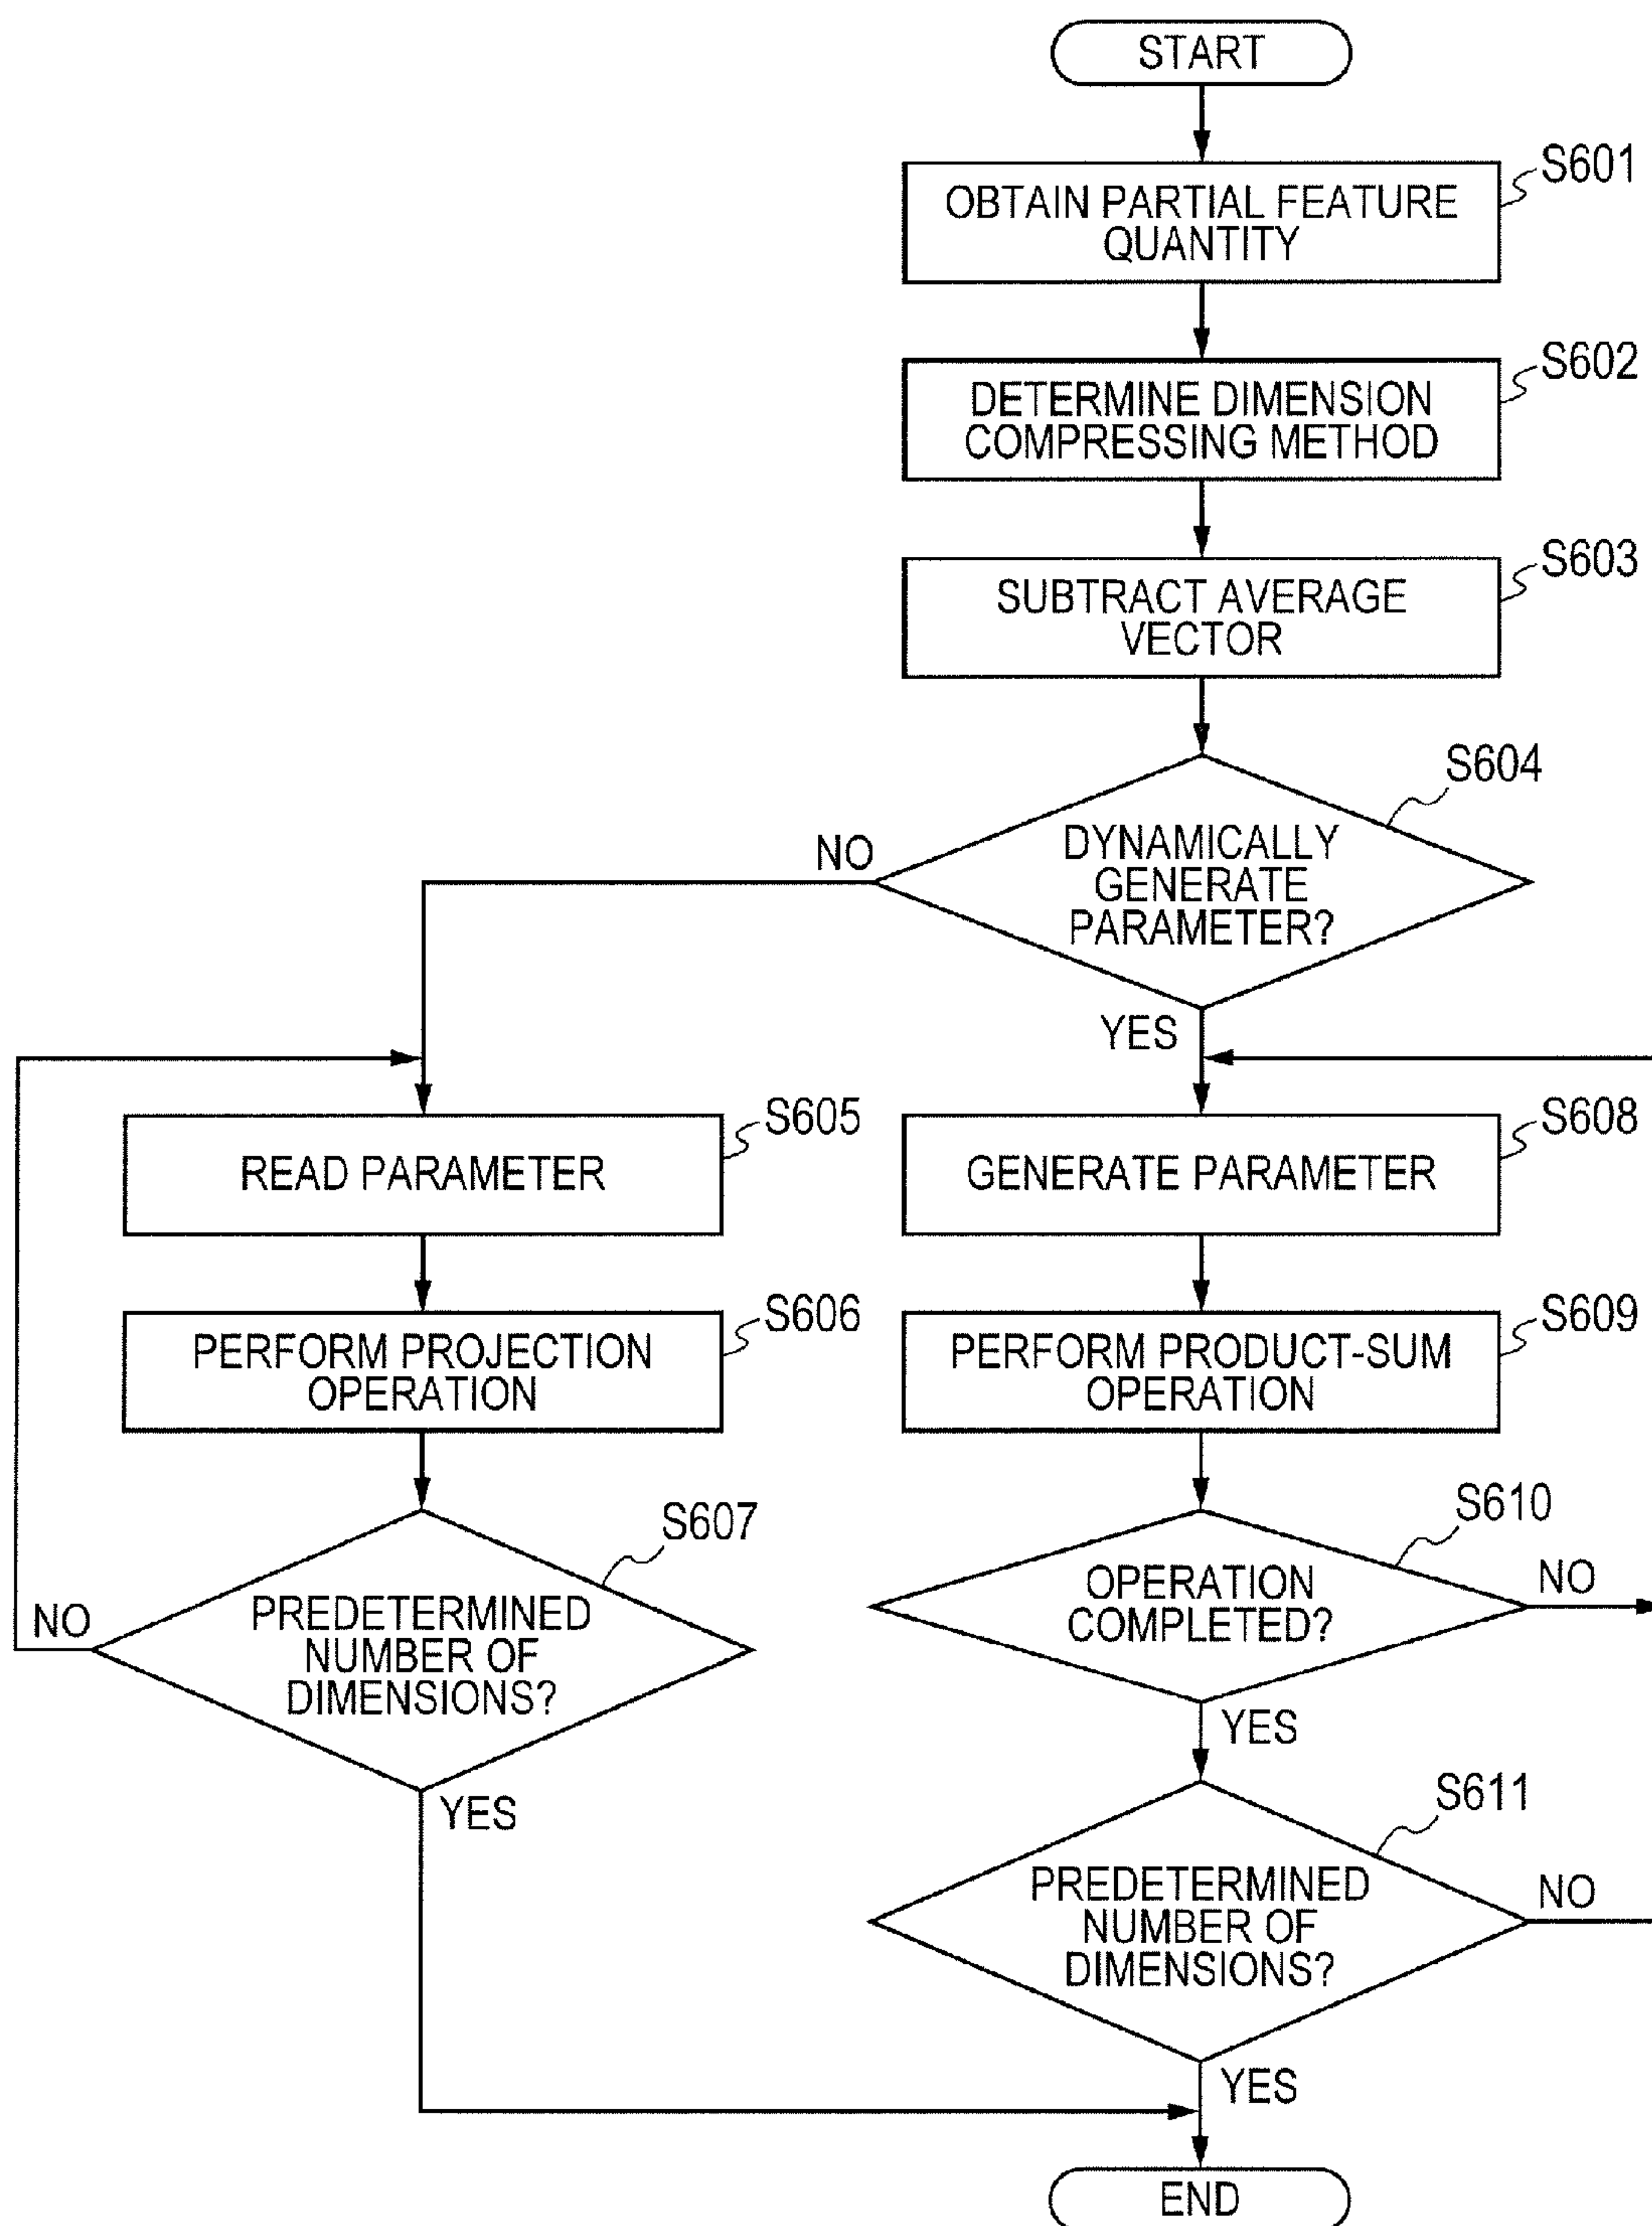 START
S601
OBTAIN PARTIAL FEATURE
QUANTITY
S602
DETERMINE DIMENSION
COMPRESSING METHOD
S603
SUBTRACT AVERAGE
VECTOR
S604
DYNAMICALLY
GENERATE
PARAMETER?
NO
YES
S605
READ PARAMETER
S606
PERFORM PROJECTION
OPERATION
S607
PREDETERMINED
NUMBER OF
DIMENSIONS?
NO
YES
S608
GENERATE PARAMETER
S609
PERFORM PRODUCT-SUM
OPERATION
S610
OPERATION
COMPLETED?
NO
YES
S611
PREDETERMINED
NUMBER OF
DIMENSIONS?
NO
YES
END